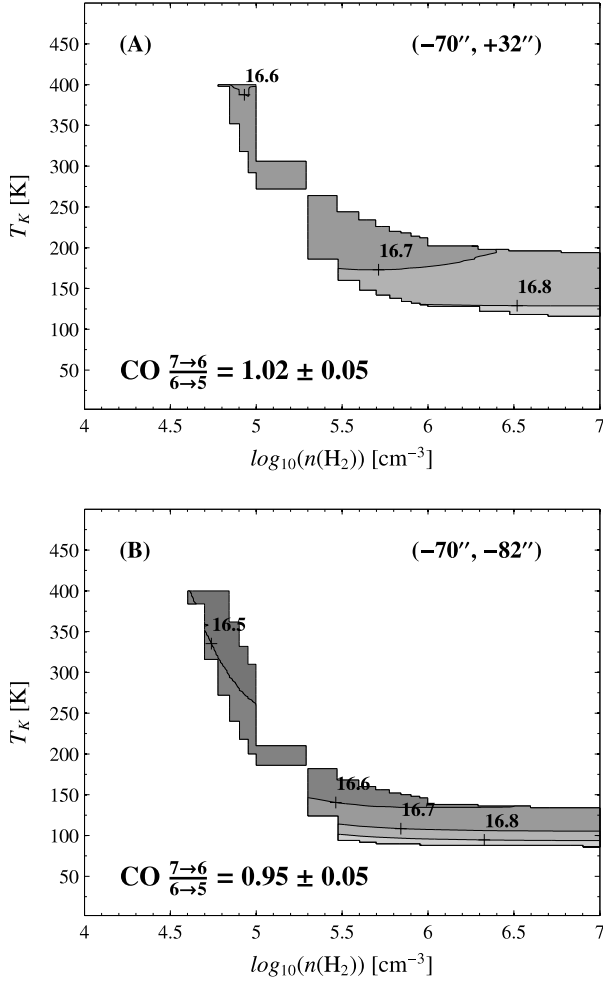 (A)
(−70″, +32″)
450
400
350
300
250
200
150
100
50
T_K [K]
16.6
16.7
16.8
CO 7→6/6→5 = 1.02 ± 0.05
4 4.5 5 5.5 6 6.5 7
log₁₀(n(H₂)) [cm⁻³]
(B)
(−70″, −82″)
450
400
350
300
250
200
150
100
50
T_K [K]
16.5
16.6
16.7
16.8
CO 7→6/6→5 = 0.95 ± 0.05
4 4.5 5 5.5 6 6.5 7
log₁₀(n(H₂)) [cm⁻³]